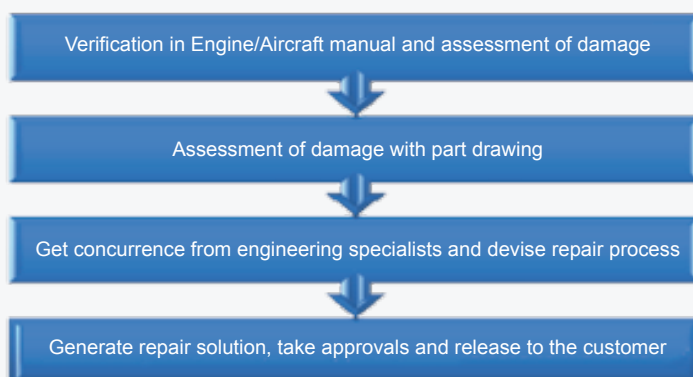 Verification in Engine/Aircraft manual and assessment of damage
Assessment of damage with part drawing
Get concurrence from engineering specialists and devise repair process
Generate repair solution, take approvals and release to the customer